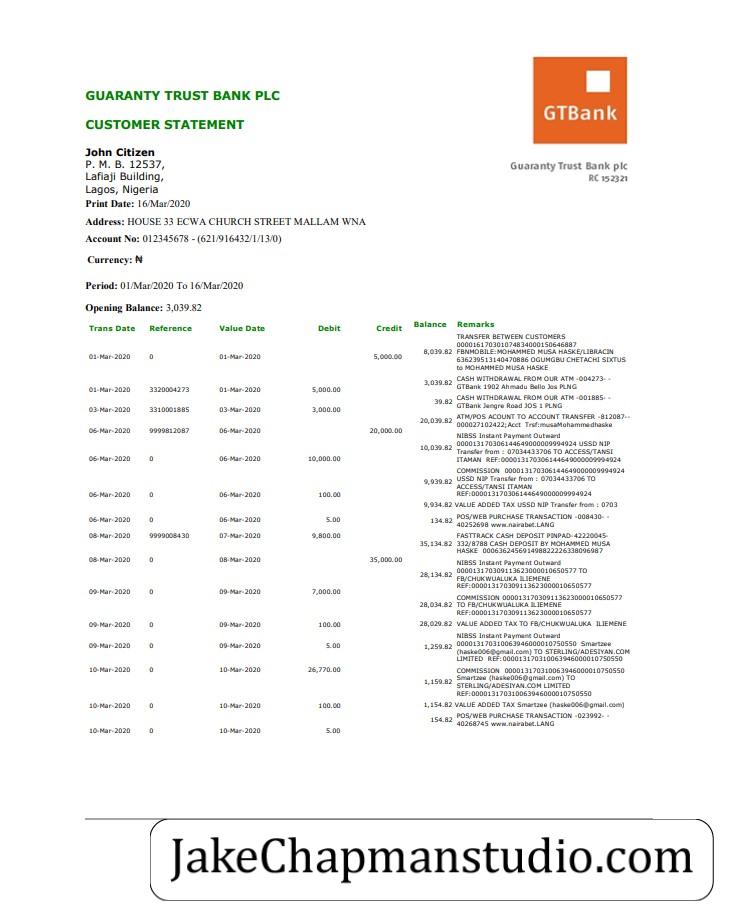 GUARANTY TRUST BANK PLC
CUSTOMER STATEMENT
GTBank
Guaranty Trust Bank plc
RC 152321
John Citizen
P. M. B. 12537,
Lafiaji Building,
Lagos, Nigeria
Print Date: 16/Mar/2020
Address: HOUSE 33 ECWA CHURCH STREET MALLAM WNA
Account No: 012345678 - (621/916432/1/13/0)
Currency: ₦
Period: 01/Mar/2020 To 16/Mar/2020
Opening Balance: 3,039.82
Trans Date Reference Value Date Debit Credit Balance Remarks
TRANSFER BETWEEN CUSTOMERS
000016170301074834000150646887
01-Mar-2020 0 01-Mar-2020 5,000.00 8,039.82 FBNMOBILE:MOHAMMED MUSA HASKE/LIBRACIN
636239513140470886 OGUMGBU CHETACHI SIXTUS
to MOHAMMED MUSA HASKE
3,039.82 CASH WITHDRAWAL FROM OUR ATM -004273- -
01-Mar-2020 3320004273 01-Mar-2020 5,000.00 GTBank 1902 Ahmadu Bello Jos PLNG
39.82 CASH WITHDRAWAL FROM OUR ATM -001885- -
03-Mar-2020 3310001885 03-Mar-2020 3,000.00 GTBank Jengre Road JOS 1 PLNG
20,039.82 ATM/POS ACOUNT TO ACCOUNT TRANSFER -812087--
000027102422;Acct Trsf:musaMohammedhaske
06-Mar-2020 9999812087 06-Mar-2020 20,000.00
NIBSS Instant Payment Outward
10,039.82 000013170306144649000009994924 USSD NIP
Transfer from : 07034433706 TO ACCESS/TANSI
06-Mar-2020 0 06-Mar-2020 10,000.00 ITAMAN REF:000013170306144649000009994924
COMMISSION 000013170306144649000009994924
9,939.82 USSD NIP Transfer from : 07034433706 TO
ACCESS/TANSI ITAMAN
06-Mar-2020 0 06-Mar-2020 100.00 REF:000013170306144649000009994924
9,934.82 VALUE ADDED TAX USSD NIP Transfer from : 0703
06-Mar-2020 0 06-Mar-2020 5.00 134.82 POS/WEB PURCHASE TRANSACTION -008430- -
40252698 www.nairabet.LANG
08-Mar-2020 9999008430 07-Mar-2020 9,800.00
FASTTRACK CASH DEPOSIT PINPAD-42220045-
35,134.82 332/8788 CASH DEPOSIT BY MOHAMMED MUSA
HASKE 000636245691498822226338096987
08-Mar-2020 0 08-Mar-2020 35,000.00
NIBSS Instant Payment Outward
28,134.82 000013170309113623000010650577 TO
FB/CHUKWUALUKA ILIEMENE
REF:000013170309113623000010650577
09-Mar-2020 0 09-Mar-2020 7,000.00
COMMISSION 000013170309113623000010650577
28,034.82 TO FB/CHUKWUALUKA ILIEMENE
REF:000013170309113623000010650577
09-Mar-2020 0 09-Mar-2020 100.00 28,029.82 VALUE ADDED TAX TO FB/CHUKWUALUKA ILIEMENE
NIBSS Instant Payment Outward
09-Mar-2020 0 09-Mar-2020 5.00 1,259.82 000013170310063946000010750550 Smartzee
(haske006@gmail.com) TO STERLING/ADESIYAN.COM
LIMITED REF:000013170310063946000010750550
10-Mar-2020 0 10-Mar-2020 26,770.00 COMMISSION 000013170310063946000010750550
1,159.82 Smartzee (haske006@gmail.com) TO
STERLING/ADESIYAN.COM LIMITED
REF:000013170310063946000010750550
10-Mar-2020 0 10-Mar-2020 100.00 1,154.82 VALUE ADDED TAX Smartzee (haske006@gmail.com)
154.82 POS/WEB PURCHASE TRANSACTION -023992- -
40268745 www.nairabet.LANG
10-Mar-2020 0 10-Mar-2020 5.00
JakeChapmanstudio.com